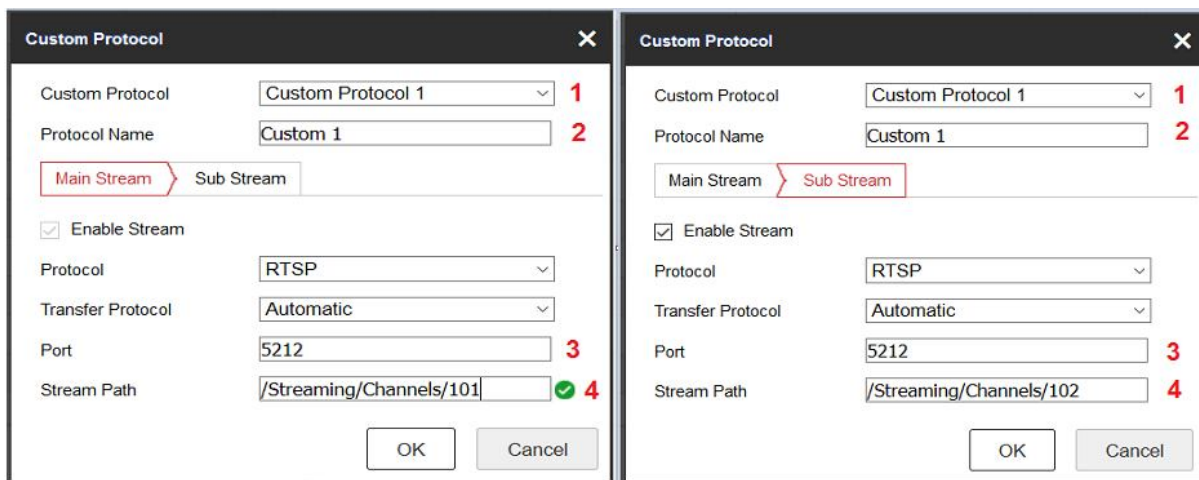 Custom Protocol
Custom Protocol Custom Protocol 1 1
Protocol Name Custom 1 2
Main Stream Sub Stream
Enable Stream
Protocol RTSP
Transfer Protocol Automatic
Port 5212 3
Stream Path /Streaming/Channels/101 4
OK Cancel
Custom Protocol
Custom Protocol Custom Protocol 1 1
Protocol Name Custom 1 2
Main Stream Sub Stream
Enable Stream
Protocol RTSP
Transfer Protocol Automatic
Port 5212 3
Stream Path /Streaming/Channels/102 4
OK Cancel